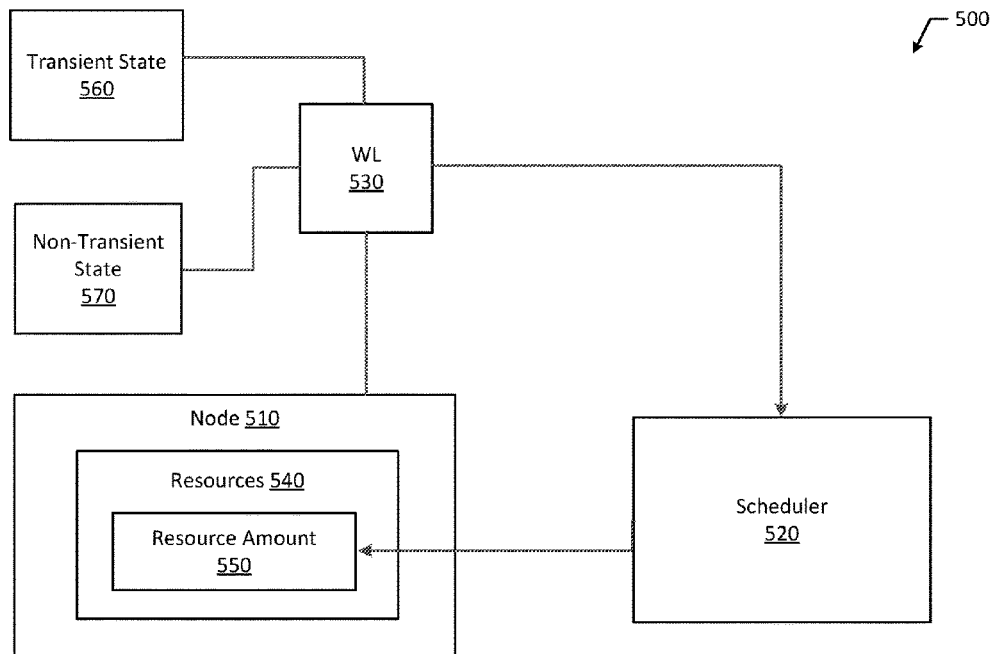 500
Transient State
560
WL
530
Non-Transient
State
570
Node 510
Resources 540
Resource Amount
550
Scheduler
520